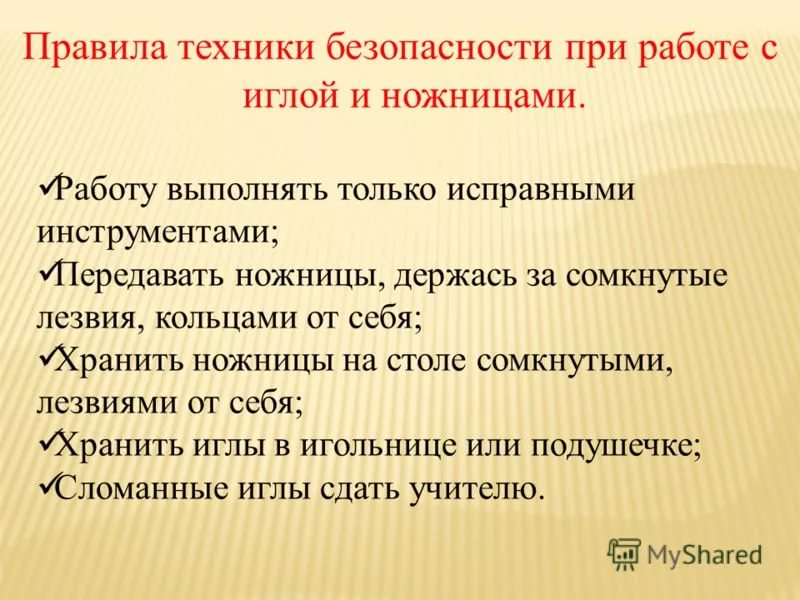 Правила техники безопасности при работе с
иглой и ножницами.
✓Работу выполнять только исправными
инструментами;
✓Передавать ножницы, держась за сомкнутые
лезвия, кольцами от себя;
✓Хранить ножницы на столе сомкнутыми,
лезвиями от себя;
✓Хранить иглы в игольнице или подушечке;
✓Сломанные иглы сдать учителю.
MyShared